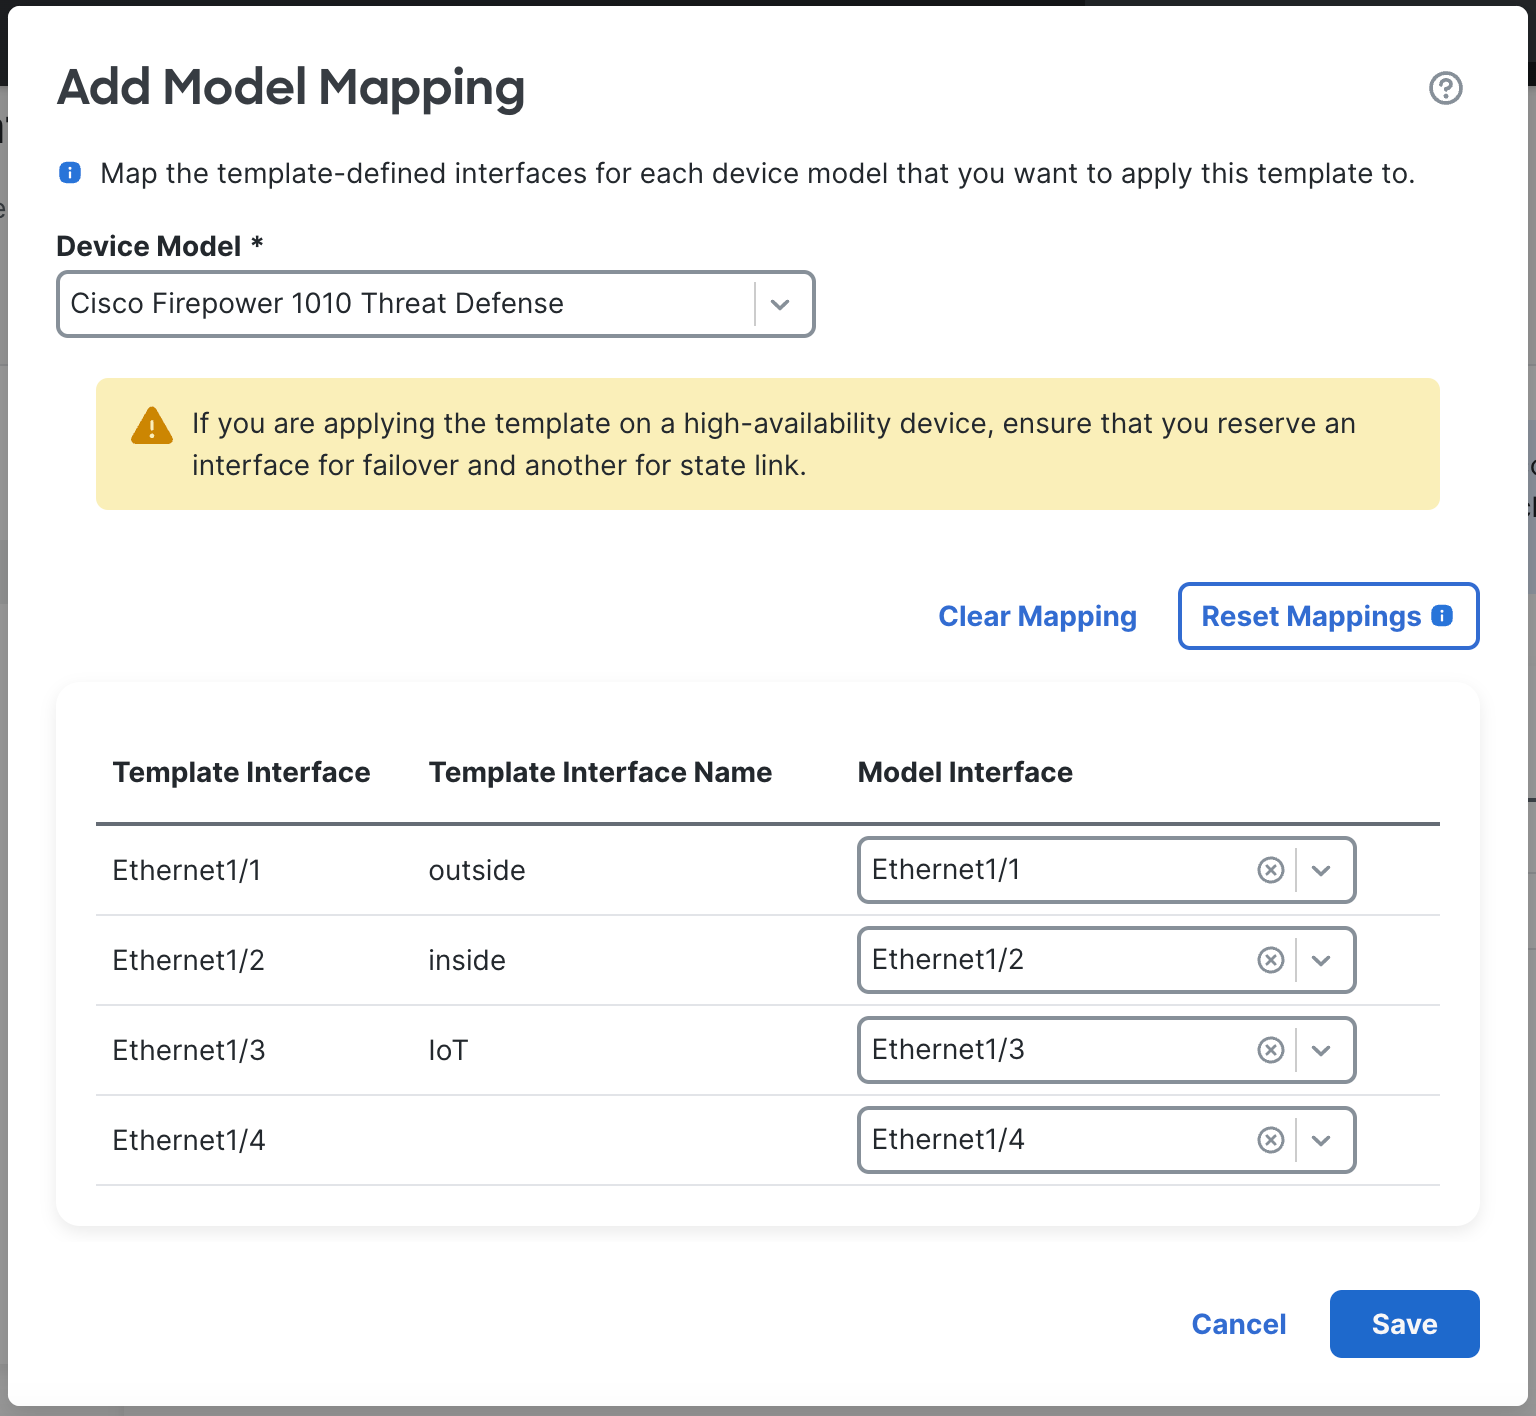 Add Model Mapping
Map the template-defined interfaces for each device model that you want to apply this template to.
Device Model *
Cisco Firepower 1010 Threat Defense
If you are applying the template on a high-availability device, ensure that you reserve an
interface for failover and another for state link.
Clear Mapping Reset Mappings
Template Interface Template Interface Name Model Interface
Ethernet1/1 outside Ethernet1/1
Ethernet1/2 inside Ethernet1/2
Ethernet1/3 IoT Ethernet1/3
Ethernet1/4 Ethernet1/4
Cancel Save